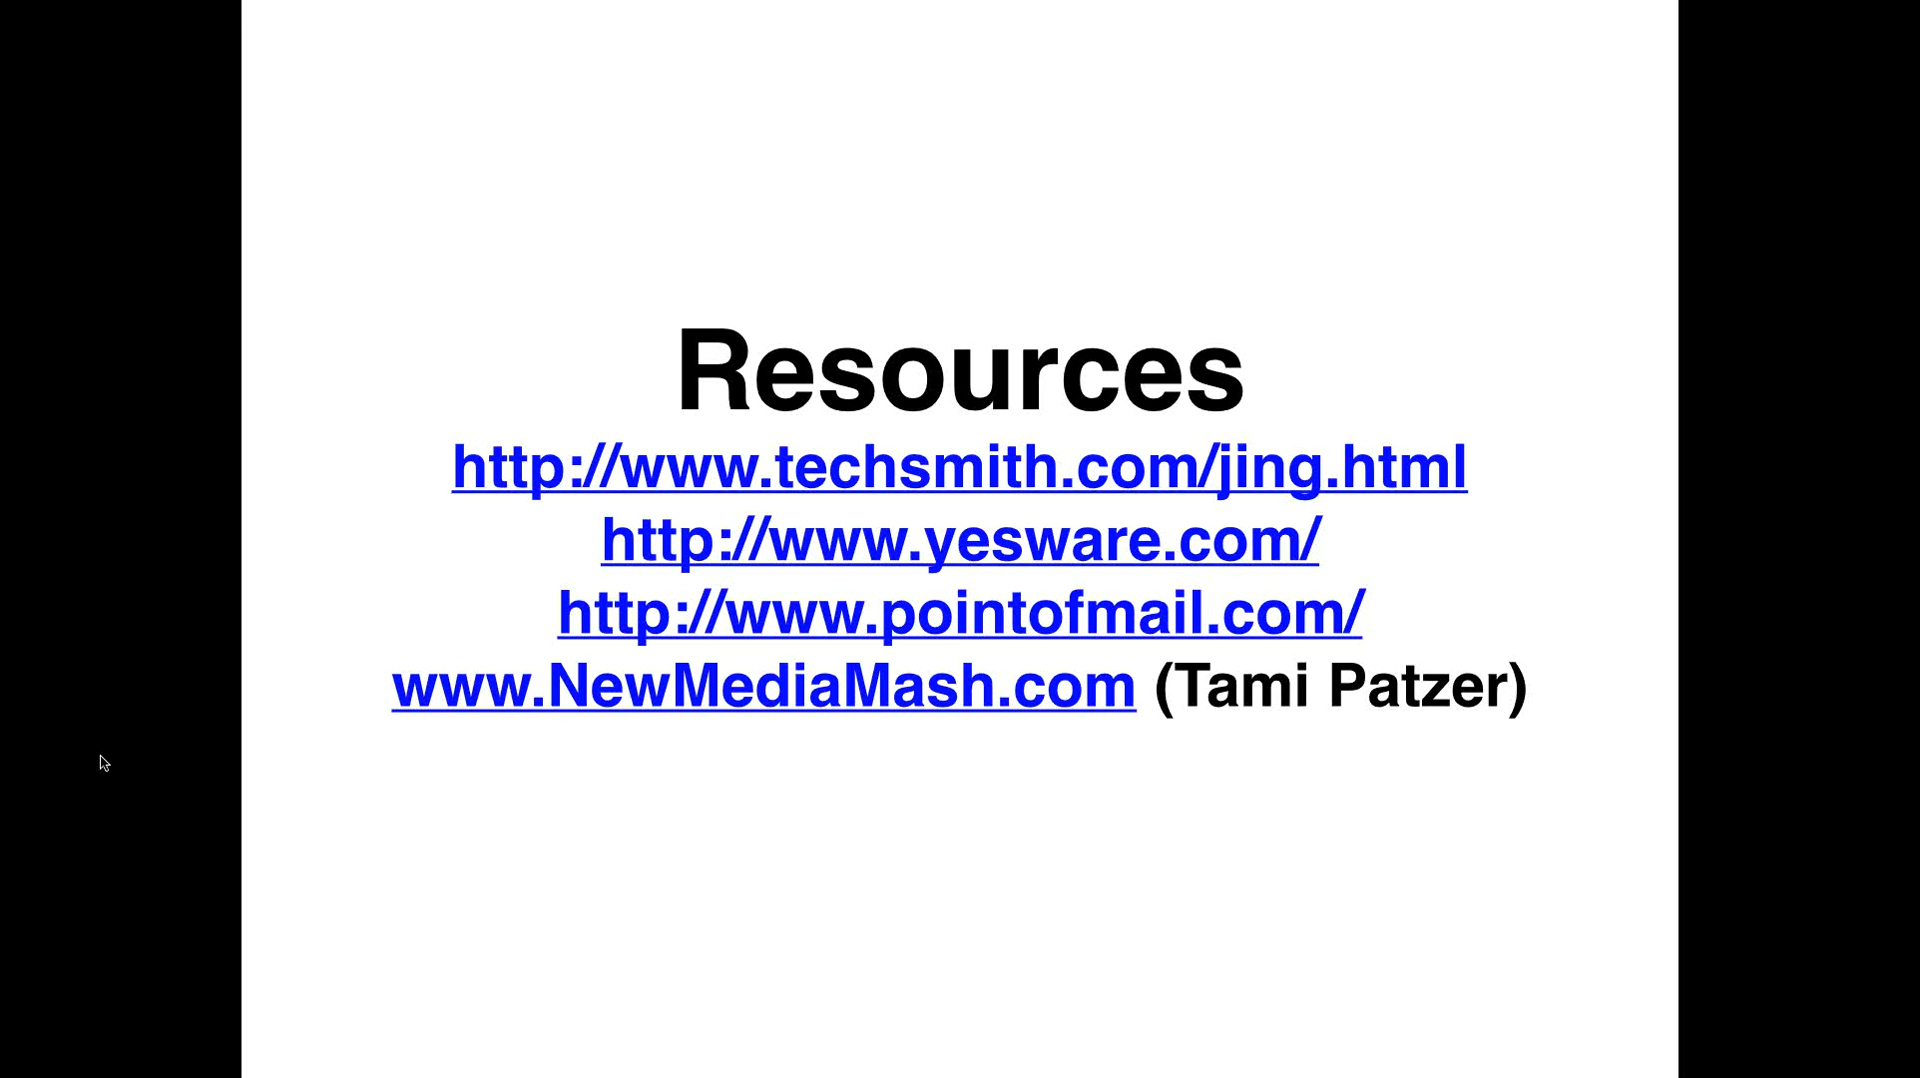 Resources
http://www.techsmith.com/jing.html
http://www.yesware.com/
http://www.pointofmail.com/
www.NewMediaMash.com (Tami Patzer)